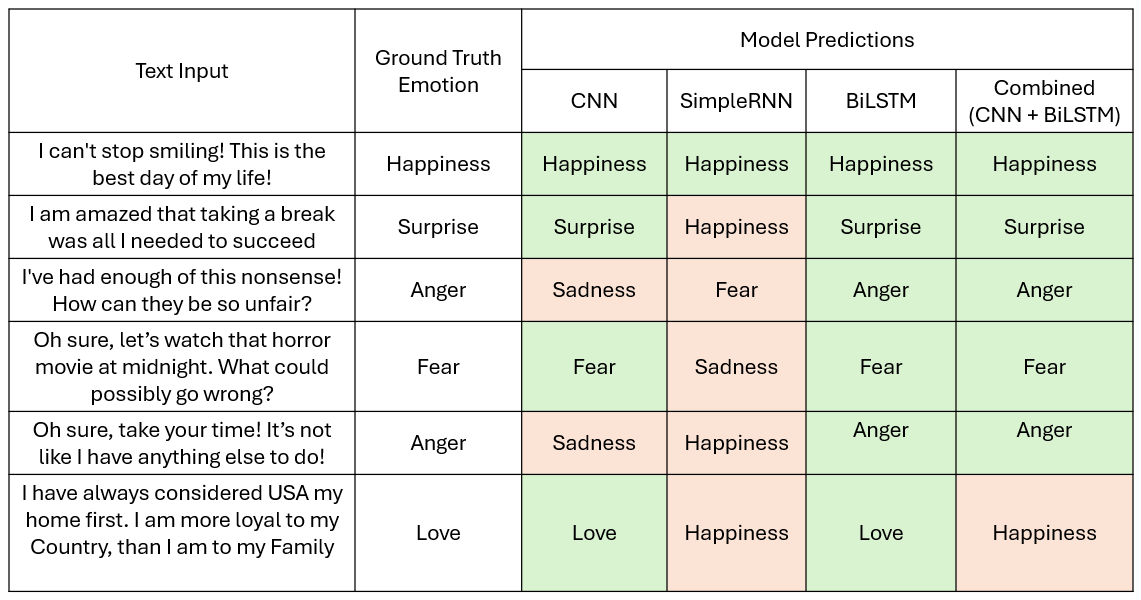 Text Input
Ground Truth
Emotion
Model Predictions
CNN
SimpleRNN
BiLSTM
Combined
(CNN + BiLSTM)
I can't stop smiling! This is the
best day of my life!
Happiness
Happiness
Happiness
Happiness
Happiness
I am amazed that taking a break
was all I needed to succeed
Surprise
Surprise
Happiness
Surprise
Surprise
I've had enough of this nonsense!
How can they be so unfair?
Anger
Sadness
Fear
Anger
Anger
Oh sure, let’s watch that horror
movie at midnight. What could
possibly go wrong?
Fear
Fear
Sadness
Fear
Fear
Oh sure, take your time! It’s not
like I have anything else to do!
Anger
Sadness
Happiness
Anger
Anger
I have always considered USA my
home first. I am more loyal to my
Country, than I am to my Family
Love
Love
Happiness
Love
Happiness